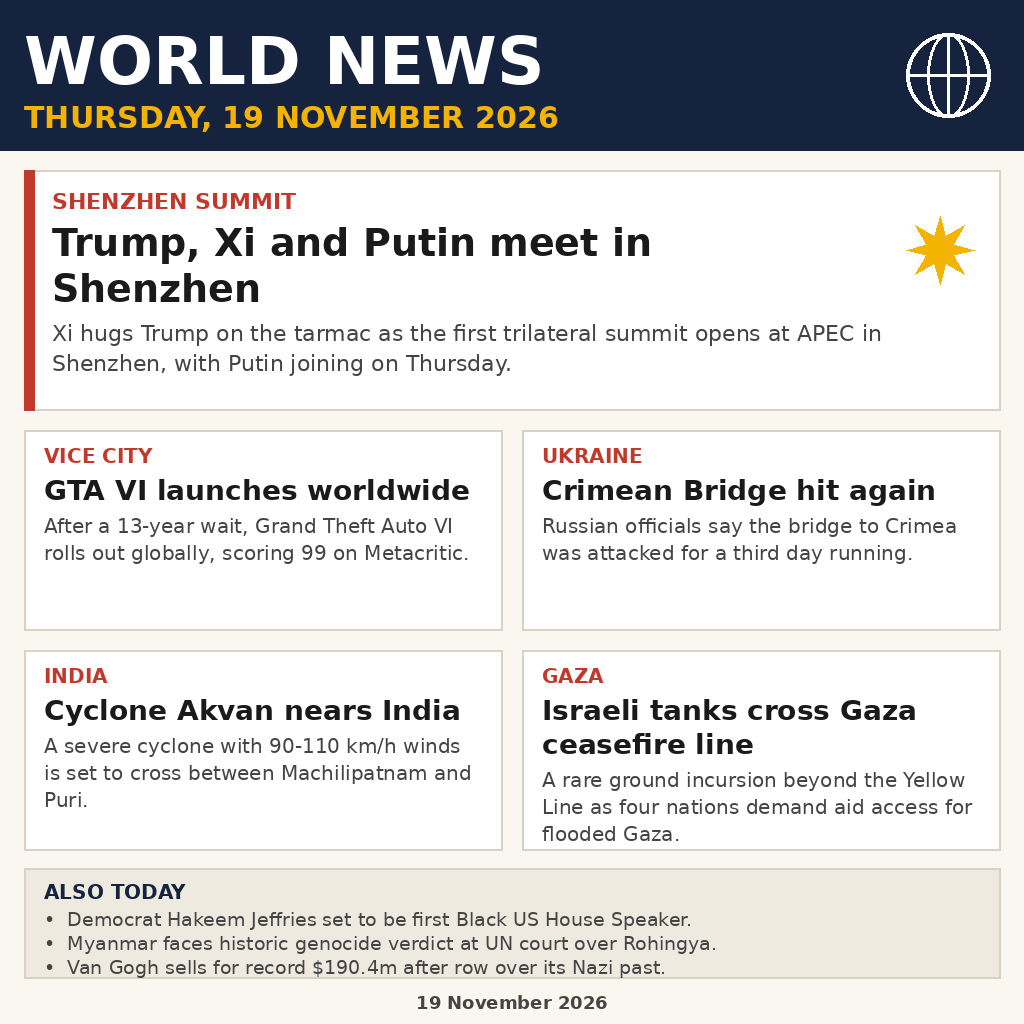 WORLD NEWS
THURSDAY, 19 NOVEMBER 2026
SHENZHEN SUMMIT
Trump, Xi and Putin meet in
Shenzhen
Xi hugs Trump on the tarmac as the first trilateral summit opens at APEC in
Shenzhen, with Putin joining on Thursday.
VICE CITY
GTA VI launches worldwide
After a 13-year wait, Grand Theft Auto VI
rolls out globally, scoring 99 on Metacritic.
UKRAINE
Crimean Bridge hit again
Russian officials say the bridge to Crimea
was attacked for a third day running.
INDIA
Cyclone Akvan nears India
A severe cyclone with 90-110 km/h winds
is set to cross between Machilipatnam and
Puri.
GAZA
Israeli tanks cross Gaza
ceasefire line
A rare ground incursion beyond the Yellow
Line as four nations demand aid access for
flooded Gaza.
ALSO TODAY
• Democrat Hakeem Jeffries set to be first Black US House Speaker.
• Myanmar faces historic genocide verdict at UN court over Rohingya.
• Van Gogh sells for record $190.4m after row over its Nazi past.
19 November 2026